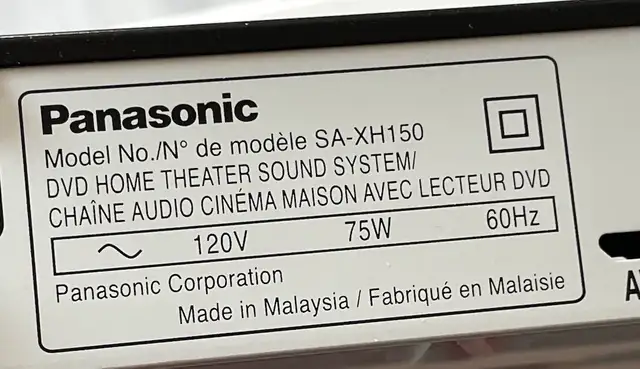 Panasonic
Model No./N° de modèle SA-XH150
DVD HOME THEATER SOUND SYSTEM/
CHAÎNE AUDIO CINÉMA MAISON AVEC LECTEUR DVD
120V 75W 60Hz
Panasonic Corporation
Made in Malaysia / Fabriqué en Malaisie